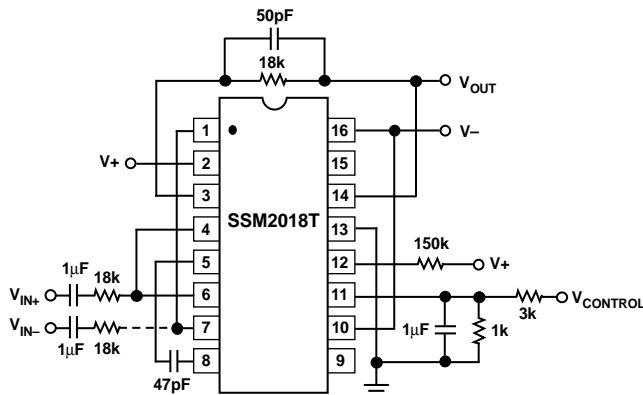 50pF
18k
V OUT
1
16
V–
V+
2
15
3
14
SSM2018T
4
13
150k
5
12
V+
1μF
18k
VIN+
6
11
VCONTROL
3k
VIN–
7
10
1μF
1k
1μF
18k
8
9
47pF